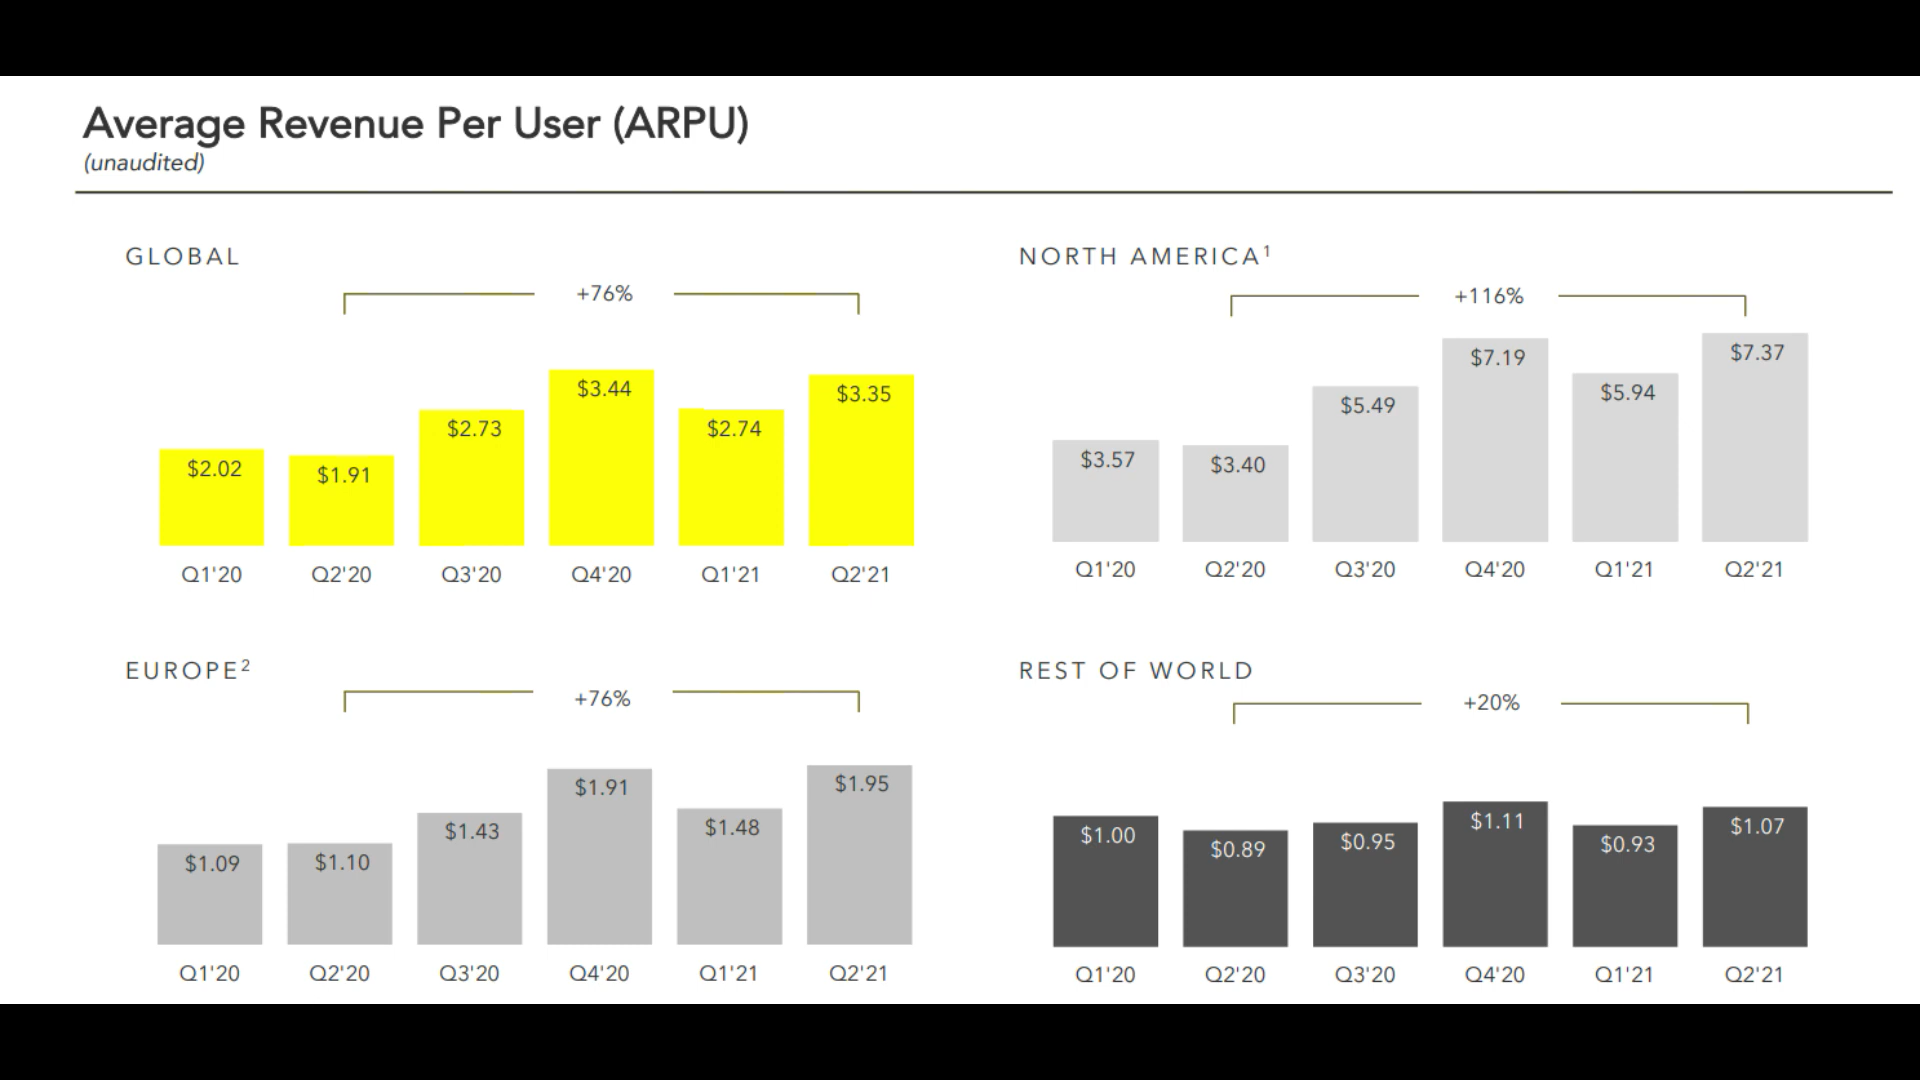 Average Revenue Per User (ARPU)
(unaudited)
GLOBAL
+76%
$2.02
$1.91
$2.73
$3.44
$2.74
$3.35
Q1'20 Q2'20 Q3'20 Q4'20 Q1'21 Q2'21
NORTH AMERICA¹
+116%
$3.57
$3.40
$5.49
$7.19
$5.94
$7.37
Q1'20 Q2'20 Q3'20 Q4'20 Q1'21 Q2'21
EUROPE²
+76%
$1.09
$1.10
$1.43
$1.91
$1.48
$1.95
Q1'20 Q2'20 Q3'20 Q4'20 Q1'21 Q2'21
REST OF WORLD
+20%
$1.00
$0.89
$0.95
$1.11
$0.93
$1.07
Q1'20 Q2'20 Q3'20 Q4'20 Q1'21 Q2'21